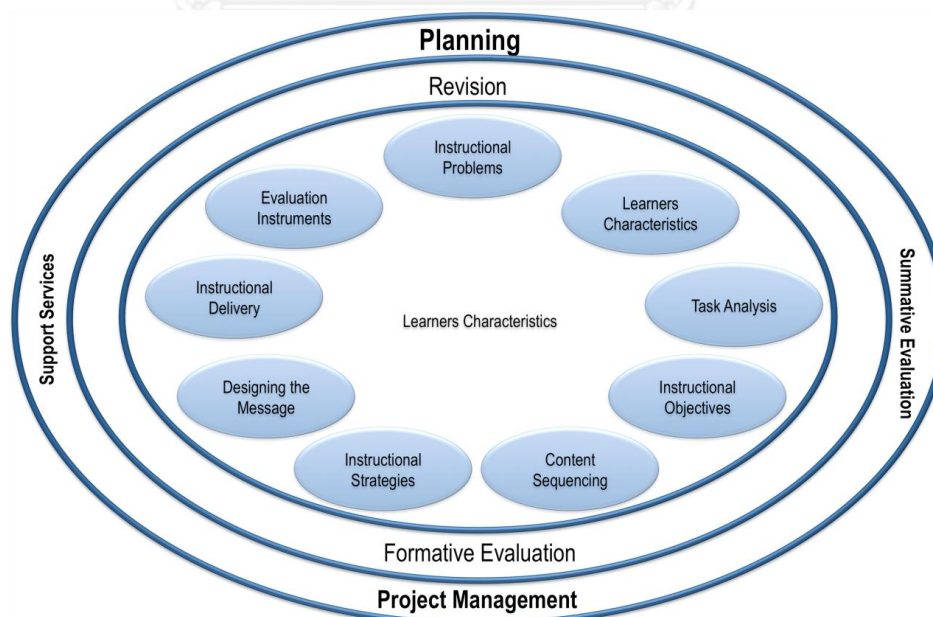 Planning
Revision
Instructional
Problems
Evaluation
Instruments
Learners
Characteristics
Instructional
Delivery
Task Analysis
Learners Characteristics
Support Services
Summative Evaluation
Designing the
Message
Instructional
Objectives
Instructional
Strategies
Content
Sequencing
Formative Evaluation
Project Management